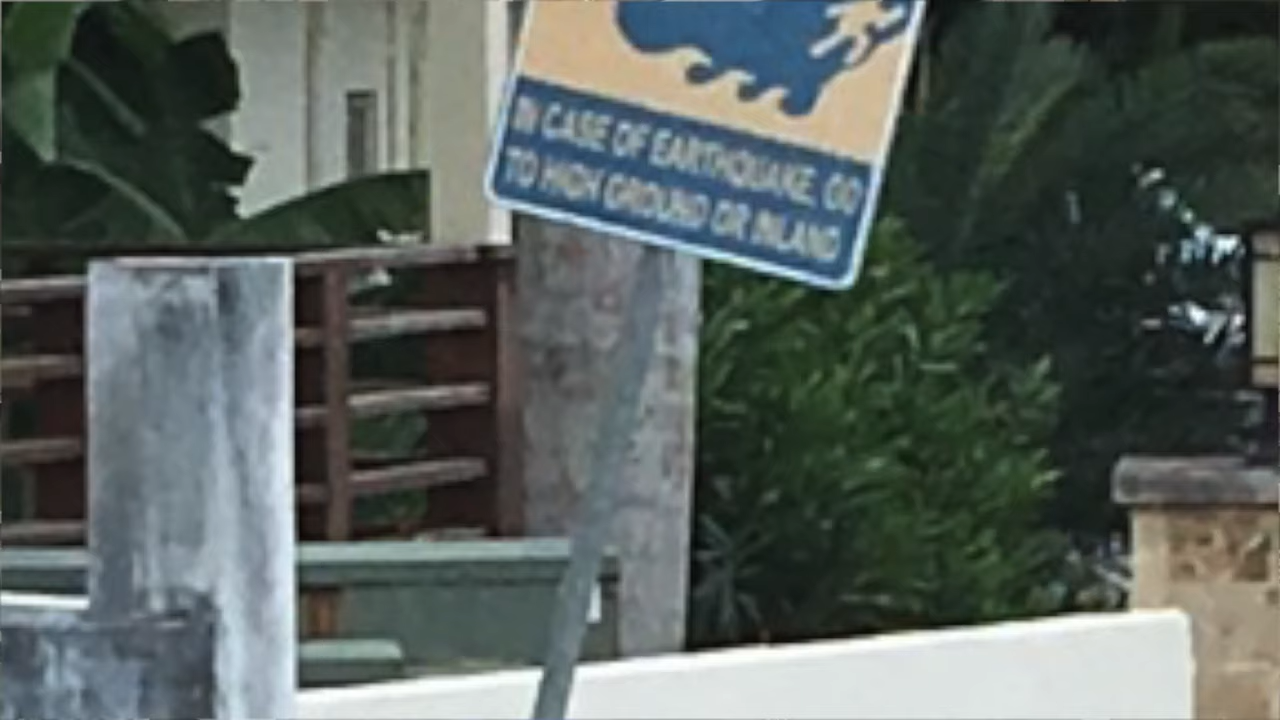 IN CASE OF EARTHQUAKE, GO
TO HIGH GROUND OR INLAND